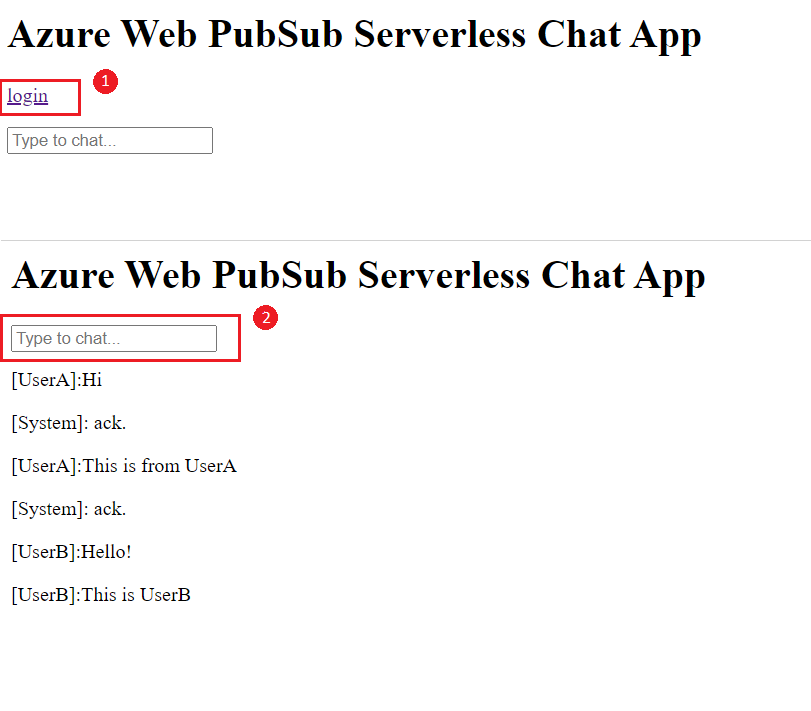 Azure Web PubSub Serverless Chat App
login
1
Type to chat...
Azure Web PubSub Serverless Chat App
2
Type to chat...
[UserA]:Hi
[System]: ack.
[UserA]:This is from UserA
[System]: ack.
[UserB]:Hello!
[UserB]:This is UserB